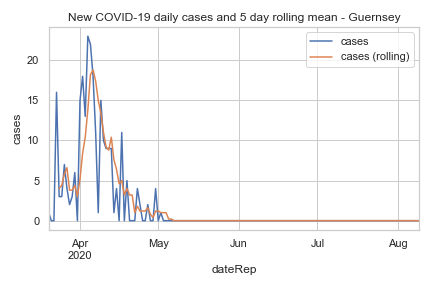 New COVID-19 daily cases and 5 day rolling mean - Guernsey
cases
cases (rolling)
20
15
10
5
0
cases
Apr
2020
May
Jun
Jul
Aug
dateRep